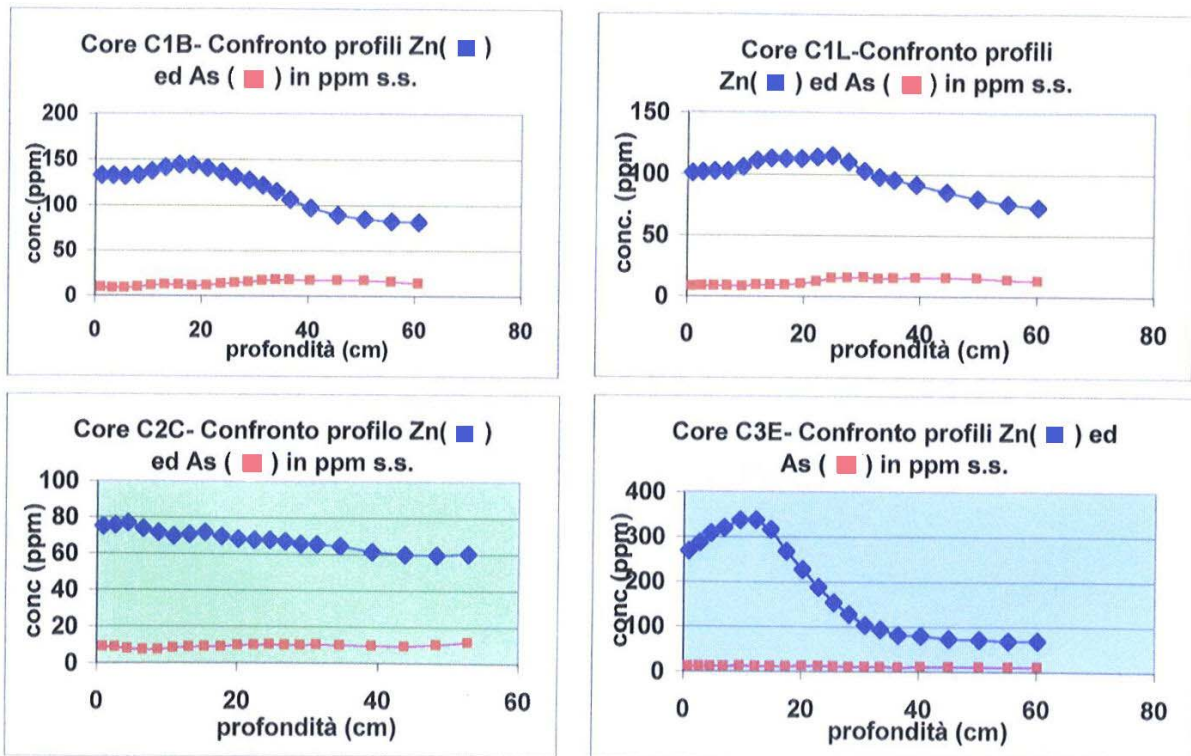 Core C1B- Confronto profili Zn( ■ )
ed As ( ■ ) in ppm s.s.
conc.(ppm)
200
150
100
50
0
0 20 40 60 80
profondità (cm)
Core C1L-Confronto profili
Zn( ■ ) ed As ( ■ ) in ppm s.s.
conc. (ppm)
150
100
50
0
0 20 40 60 80
profondità (cm)
Core C2C- Confronto profilo Zn( ■ )
ed As ( ■ ) in ppm s.s.
conc (ppm)
100
80
60
40
20
0
0 20 40 60
profondità (cm)
Core C3E- Confronto profili Zn( ■ ) ed
As ( ■ ) in ppm s.s.
conc.(ppm)
400
300
200
100
0
0 20 40 60 80
profondità (cm)